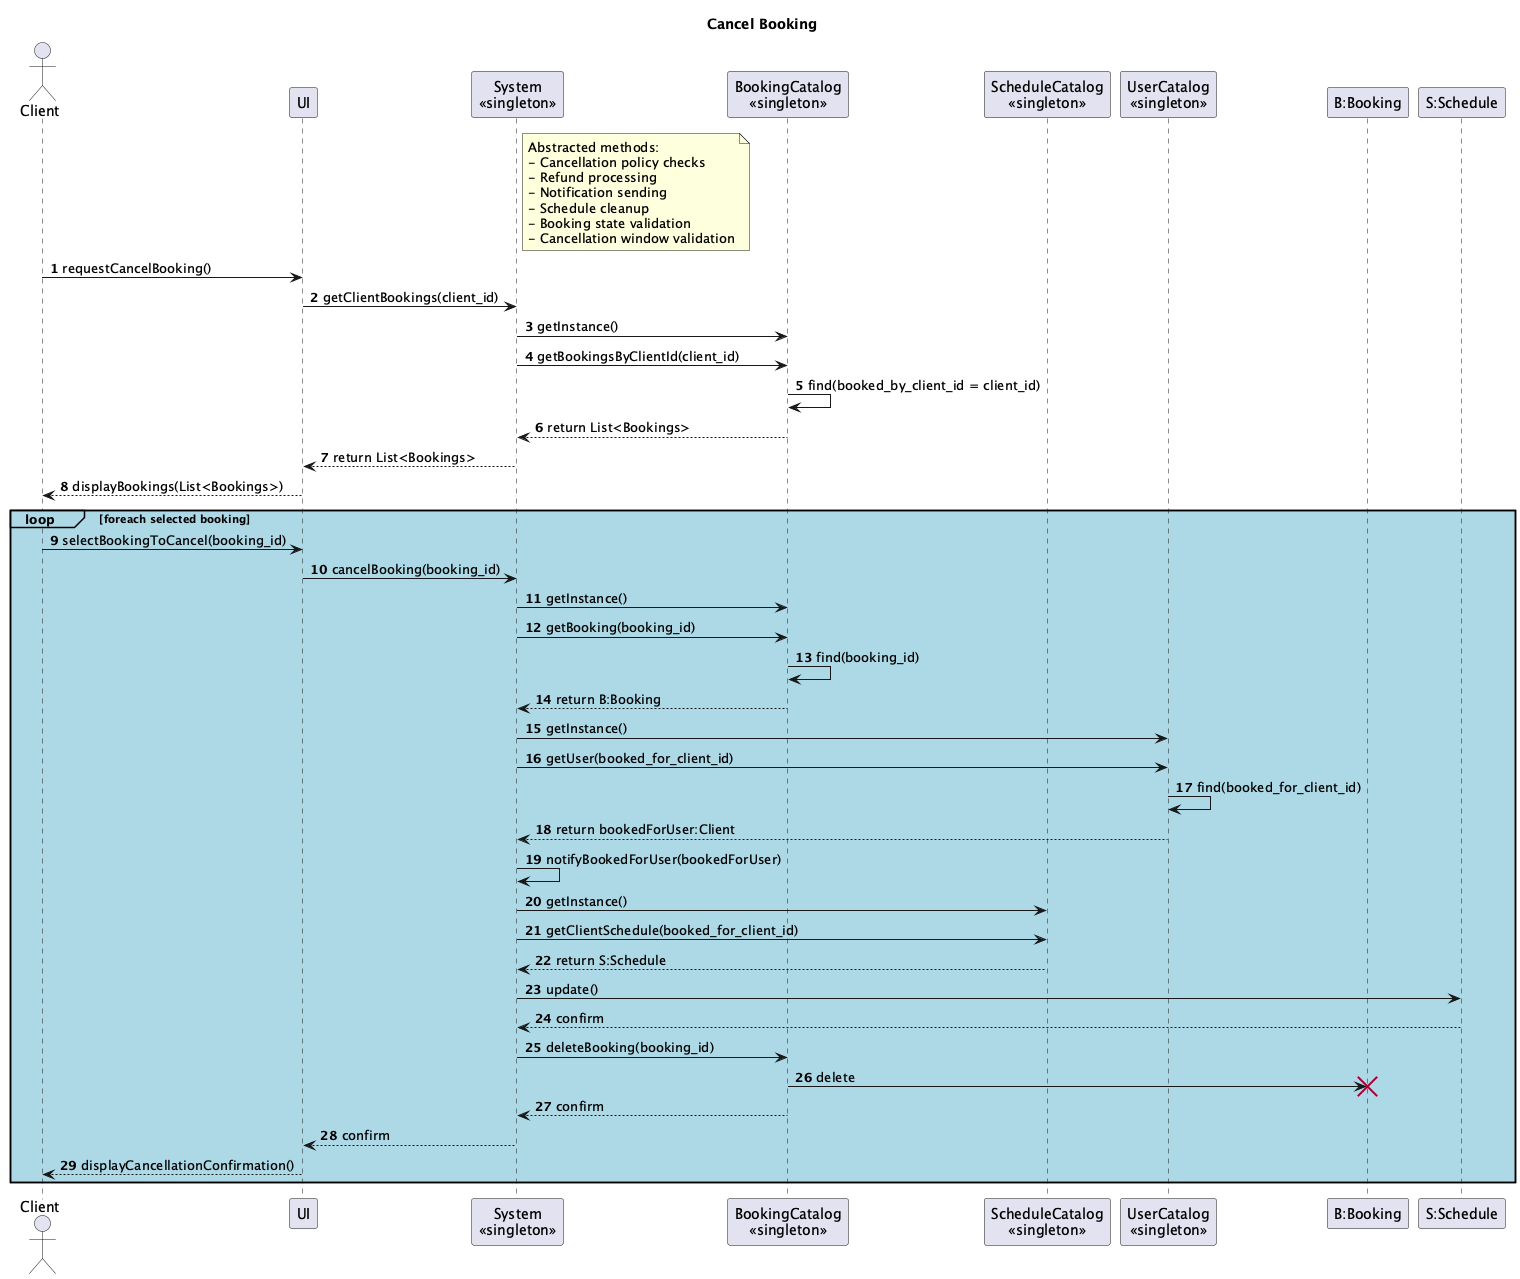 Cancel Booking
Client
UI
System
«singleton»
BookingCatalog
«singleton»
ScheduleCatalog
«singleton»
UserCatalog
«singleton»
B:Booking
S:Schedule
Abstracted methods:
- Cancellation policy checks
- Refund processing
- Notification sending
- Schedule cleanup
- Booking state validation
- Cancellation window validation
1 requestCancelBooking()
2 getClientBookings(client_id)
3 getInstance()
4 getBookingsByClientId(client_id)
5 find(booked_by_client_id = client_id)
6 return List<Bookings>
7 return List<Bookings>
8 displayBookings(List<Bookings>)
loop [foreach selected booking]
9 selectBookingToCancel(booking_id)
10 cancelBooking(booking_id)
11 getInstance()
12 getBooking(booking_id)
13 find(booking_id)
14 return B:Booking
15 getInstance()
16 getUser(booked_for_client_id)
17 find(booked_for_client_id)
18 return bookedForUser:Client
19 notifyBookedForUser(bookedForUser)
20 getInstance()
21 getClientSchedule(booked_for_client_id)
22 return S:Schedule
23 update()
24 confirm
25 deleteBooking(booking_id)
26 delete
27 confirm
28 confirm
29 displayCancellationConfirmation()
Client
UI
System
«singleton»
BookingCatalog
«singleton»
ScheduleCatalog
«singleton»
UserCatalog
«singleton»
B:Booking
S:Schedule